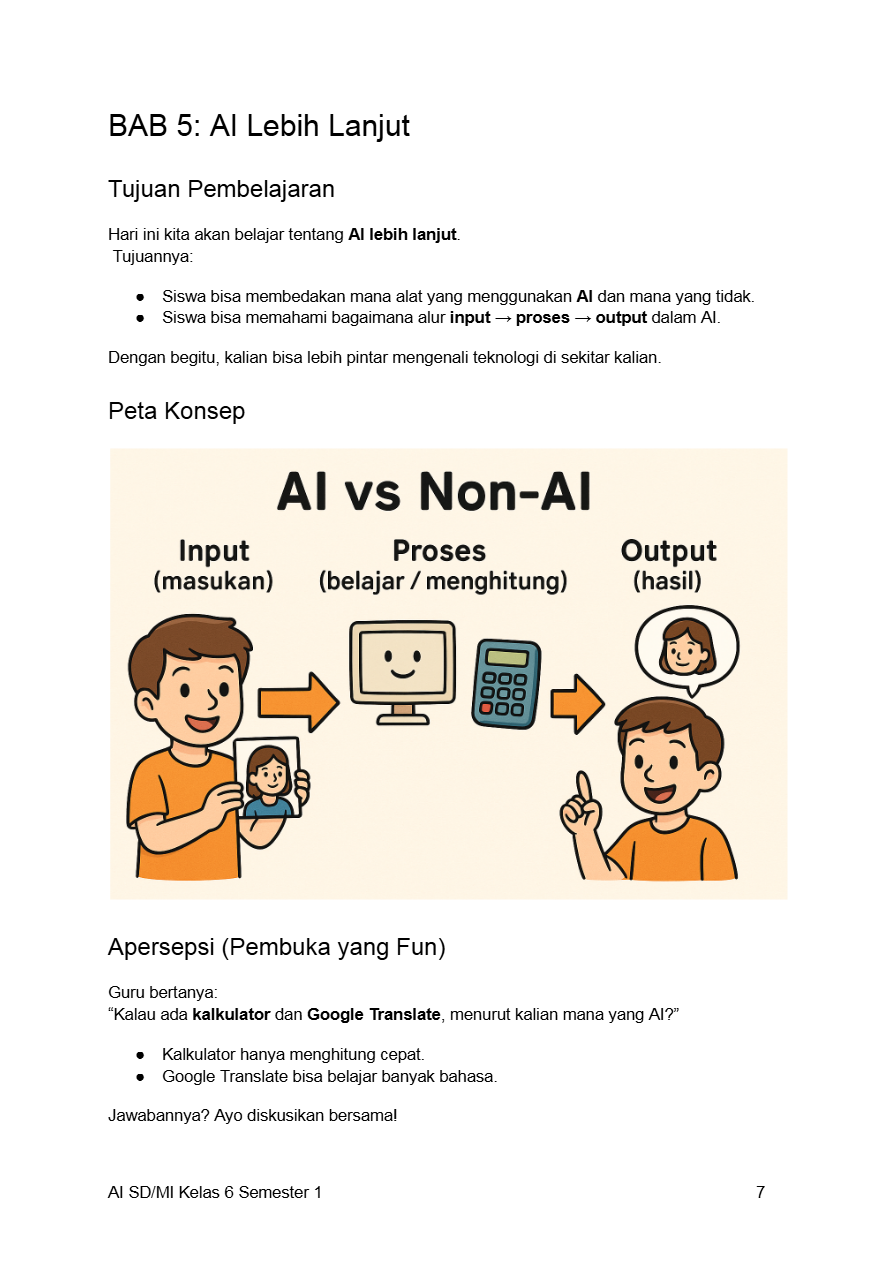 BAB 5: AI Lebih Lanjut
Tujuan Pembelajaran
Hari ini kita akan belajar tentang AI lebih lanjut.
Tujuannya:
● Siswa bisa membedakan mana alat yang menggunakan AI dan mana yang tidak.
● Siswa bisa memahami bagaimana alur input → proses → output dalam AI.
Dengan begitu, kalian bisa lebih pintar mengenali teknologi di sekitar kalian.
Peta Konsep
AI vs Non-AI
Input
(masukan)
Proses
(belajar / menghitung)
Output
(hasil)
Apersepsi (Pembuka yang Fun)
Guru bertanya:
“Kalau ada kalkulator dan Google Translate, menurut kalian mana yang AI?”
● Kalkulator hanya menghitung cepat.
● Google Translate bisa belajar banyak bahasa.
Jawabannya? Ayo diskusikan bersama!
AI SD/MI Kelas 6 Semester 1 7